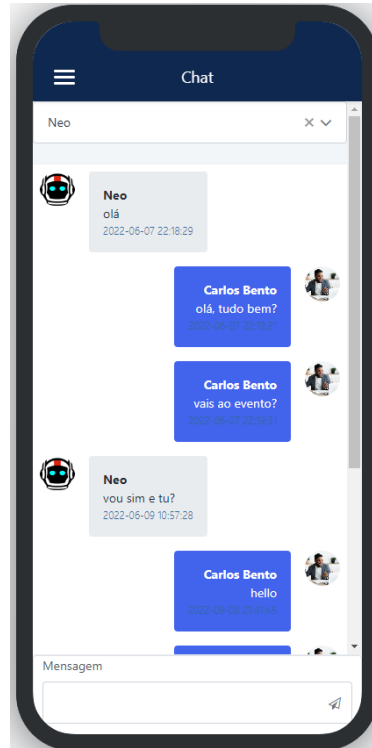 Chat
Neo
Neo
olá
2022-06-07 22:18:29
Carlos Bento
olá, tudo bem?
Carlos Bento
vais ao evento?
Neo
vou sim e tu?
2022-06-09 10:57:28
Carlos Bento
hello
Mensagem